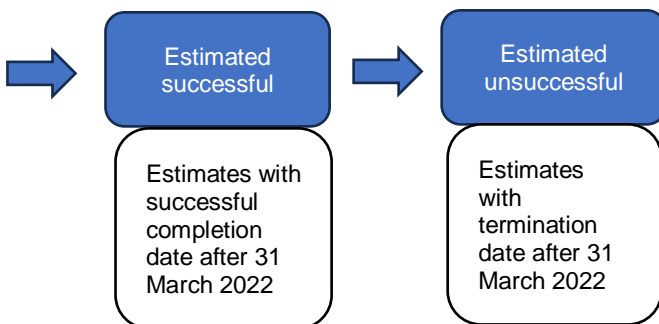 Estimated
successful
Estimates with
successful
completion
date after 31
March 2022
Estimated
unsuccessful
Estimates
with
termination
date after 31
March 2022